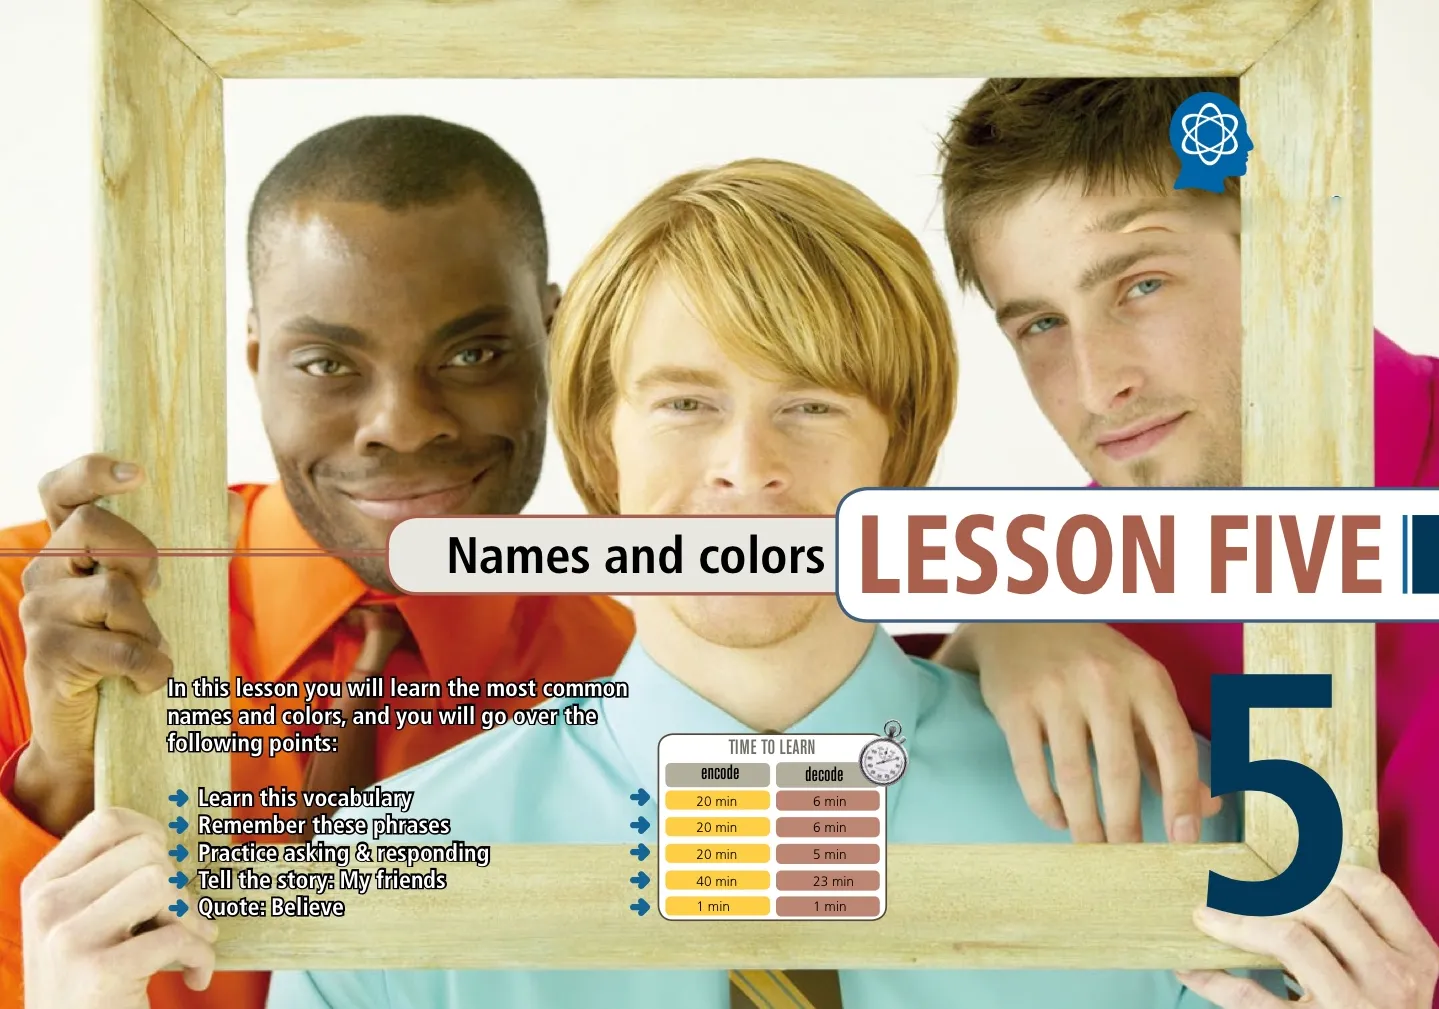 Names and colors
LESSON FIVE
5
In this lesson you will learn the most common
names and colors, and you will go over the
following points:
TIME TO LEARN
encode decode
Learn this vocabulary 20 min 6 min
Remember these phrases 20 min 6 min
Practice asking & responding 20 min 5 min
Tell the story: My friends 40 min 23 min
Quote: Believe 1 min 1 min